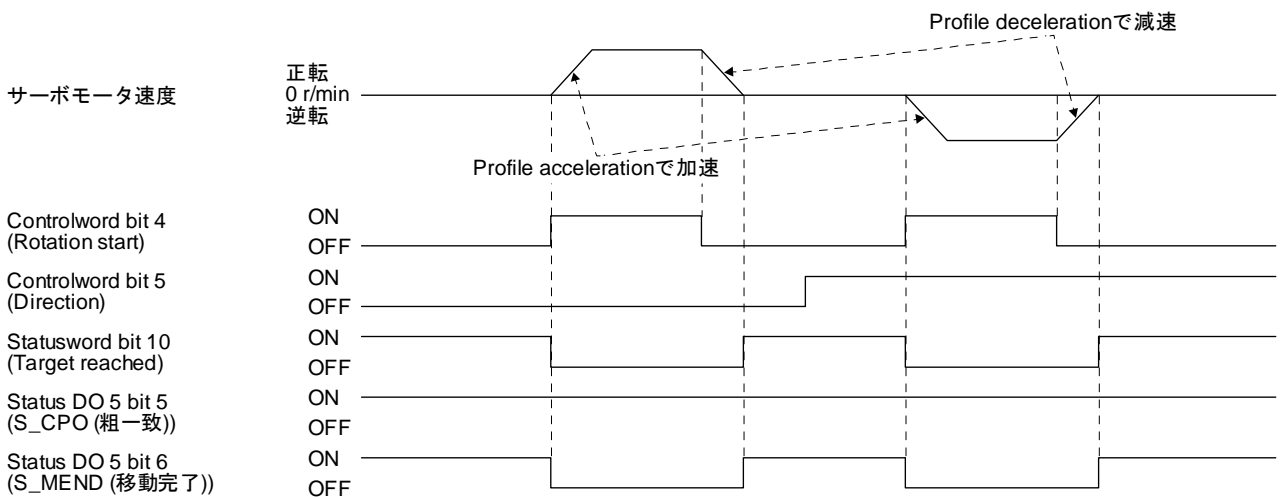 Profile decelerationで減速
サーボモータ速度
正転
0 r/min
逆転
Profile accelerationで加速
Controlword bit 4
(Rotation start)
ON
OFF
Controlword bit 5
(Direction)
ON
OFF
Statusword bit 10
(Target reached)
ON
OFF
Status DO 5 bit 5
(S_CPO (粗一致))
ON
OFF
Status DO 5 bit 6
(S_MEND (移動完了))
ON
OFF